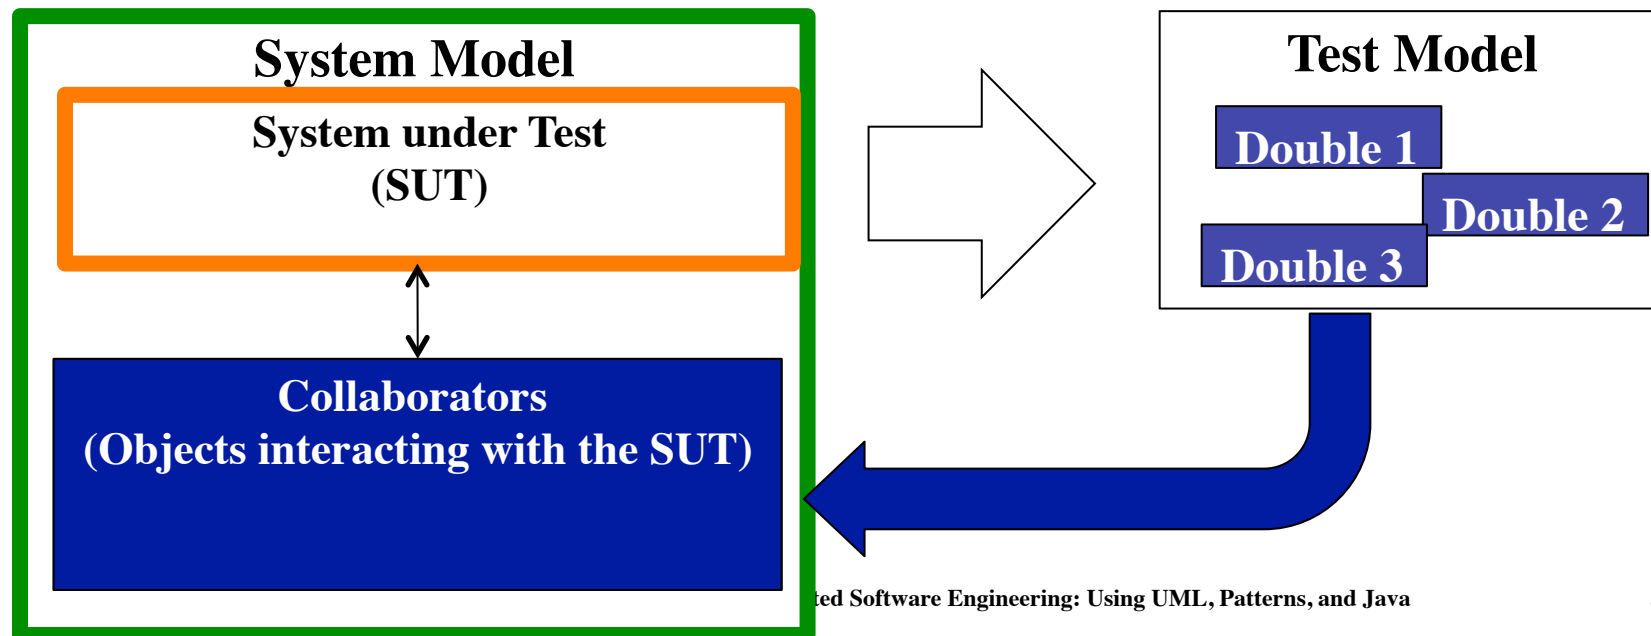 System Model
System under Test
(SUT)
Collaborators
(Objects interacting with the SUT)
Test Model
Double 1
Double 2
Double 3
ted Software Engineering: Using UML, Patterns, and Java